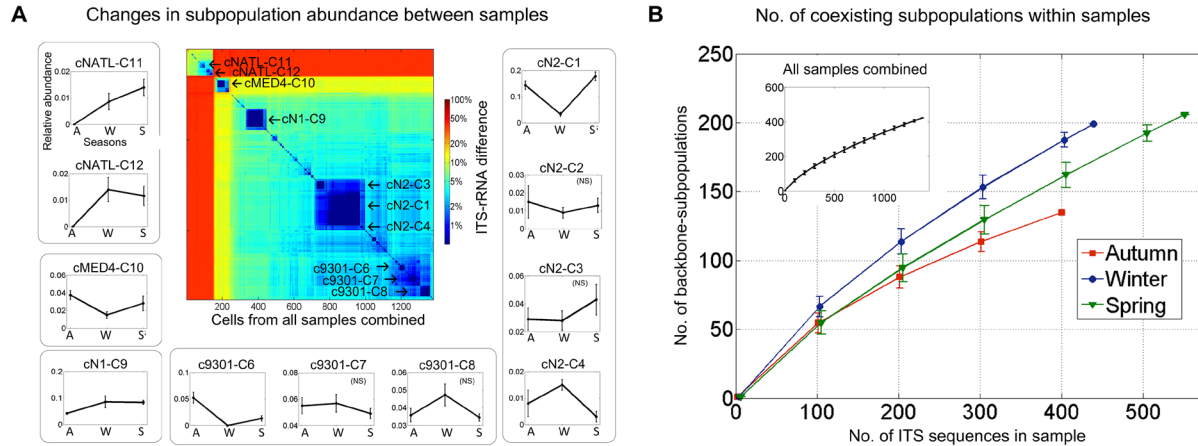 A
Changes in subpopulation abundance between samples
cNATL-C11
Relative abundance
0.02
0.01
0
A W S
Seasons
cNATL-C12
0.02
0.01
0
A W S
cMED4-C10
0.06
0.04
0.02
0
A W S
cN1-C9
0.2
0.1
0
A W S
cNATL-C11
cNATL-C12
cMED4-C10
cN1-C9
cN2-C3
cN2-C1
cN2-C4
c9301-C6
c9301-C7
c9301-C8
200 400 600 800 1000 1200
Cells from all samples combined
100%
50%
20%
10%
5%
2%
1%
ITS-rRNA difference
c9301-C6
0.1
0.05
0
A W S
c9301-C7
(NS)
0.08
0.06
0.04
A W S
c9301-C8
(NS)
0.06
0.05
0.04
0.03
A W S
cN2-C1
0.2
0.1
0
A W S
cN2-C2
(NS)
0.03
0.02
0.01
0
A W S
cN2-C3
(NS)
0.06
0.04
0.02
A W S
cN2-C4
A W S
B
No. of coexisting subpopulations within samples
No. of backbone-subpopulations
250
200
150
100
50
0
All samples combined
600
400
200
0
0 500 1000
Autumn
Winter
Spring
0 100 200 300 400 500
No. of ITS sequences in sample